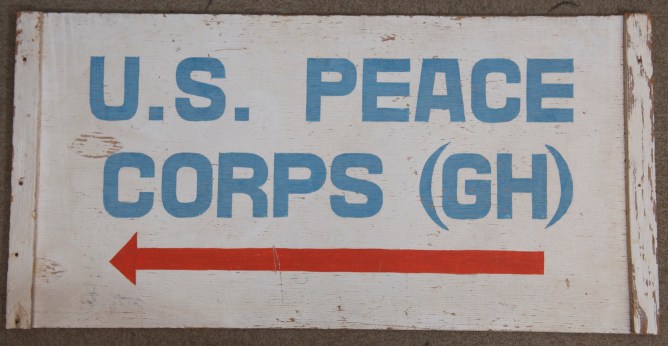 U.S. PEACE
CORPS (GH)